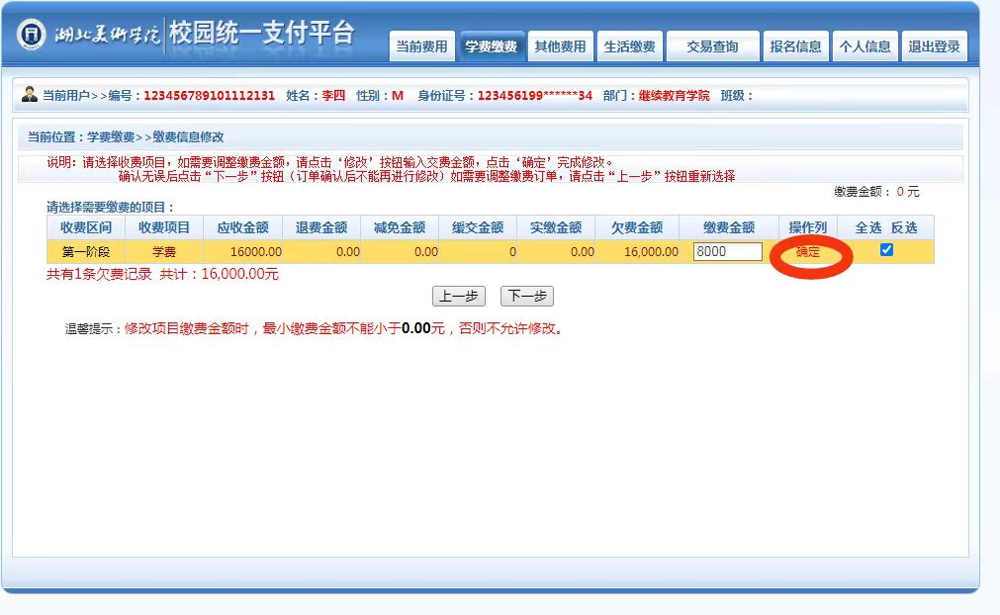 湖北美术学院 校园统一支付平台
当前费用 学费缴费 其他费用 生活缴费 交易查询 报名信息 个人信息 退出登录
当前用户>>编号：123456789101112131 姓名：李四 性别：M 身份证号：123456199******34 部门：继续教育学院 班级：
当前位置：学费缴费>>缴费信息修改
说明：请选择收费项目，如需要调整缴费金额，请点击‘修改’按钮输入交费金额，点击‘确定’完成修改。
确认无误后点击“下一步”按钮（订单确认后不能再进行修改）如需要调整缴费订单，请点击“上一步”按钮重新选择
缴费金额： 0 元
请选择需要缴费的项目：
收费区间 收费项目 应收金额 退费金额 减免金额 缓交金额 实缴金额 欠费金额 缴费金额 操作列 全选 反选
第一阶段 学费 16000.00 0.00 0.00 0 0.00 16,000.00 8000 确定
共有1条欠费记录 共计：16,000.00元
上一步 下一步
温馨提示：修改项目缴费金额时，最小缴费金额不能小于0.00元，否则不允许修改。